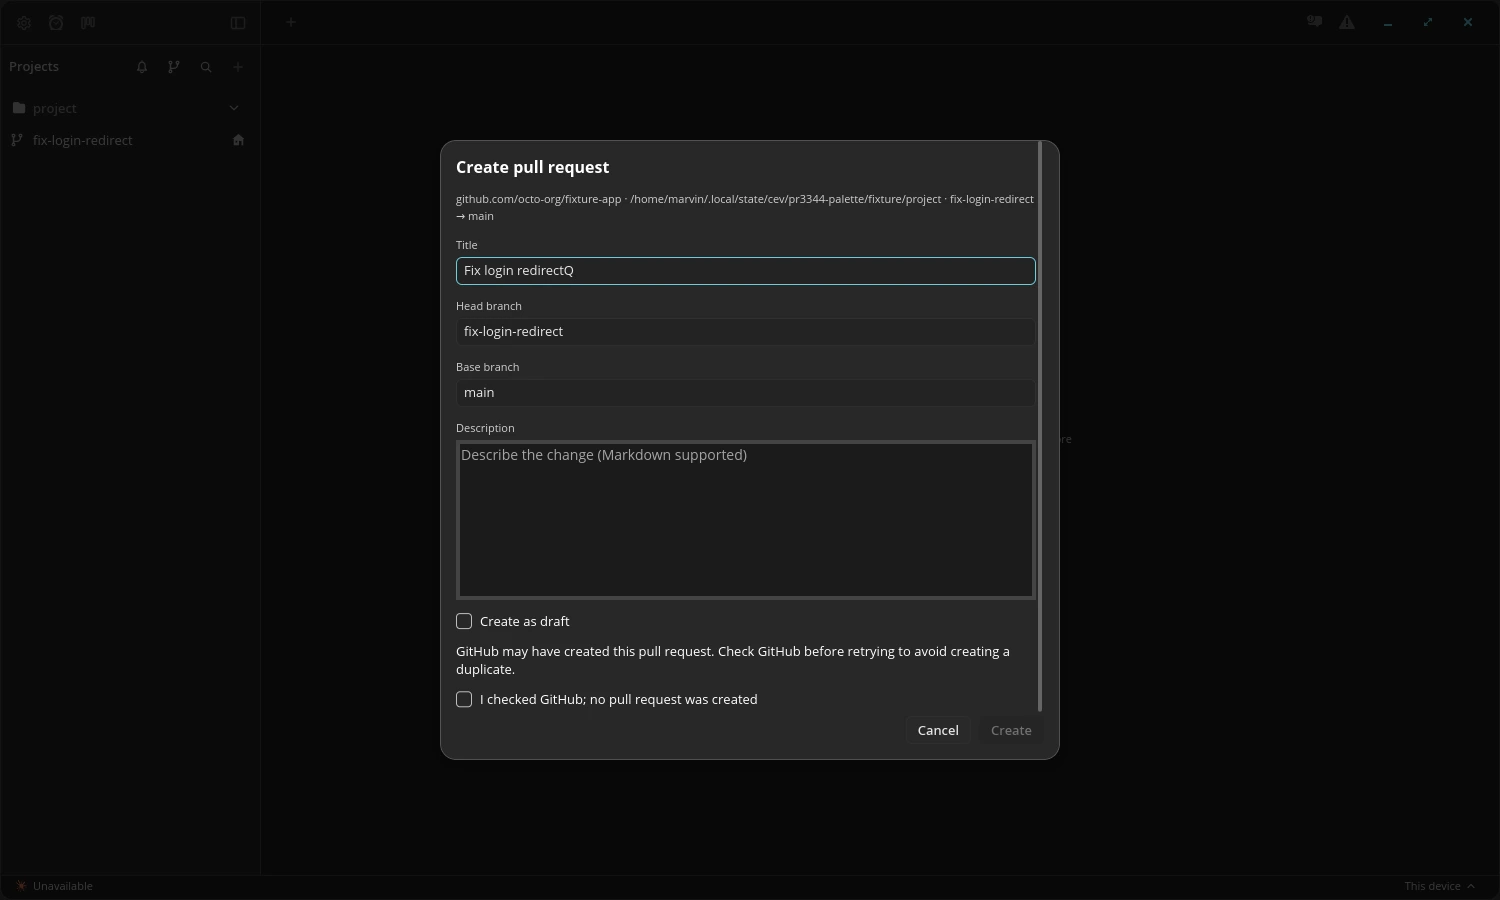 Projects
project
fix-login-redirect
Create pull request
github.com/octo-org/fixture-app · /home/marvin/.local/state/cev/pr3344-palette/fixture/project · fix-login-redirect
→ main
Title
Fix login redirectQ
Head branch
fix-login-redirect
Base branch
main
Description
Describe the change (Markdown supported)
Create as draft
GitHub may have created this pull request. Check GitHub before retrying to avoid creating a
duplicate.
I checked GitHub; no pull request was created
Cancel
Create
Unavailable
This device